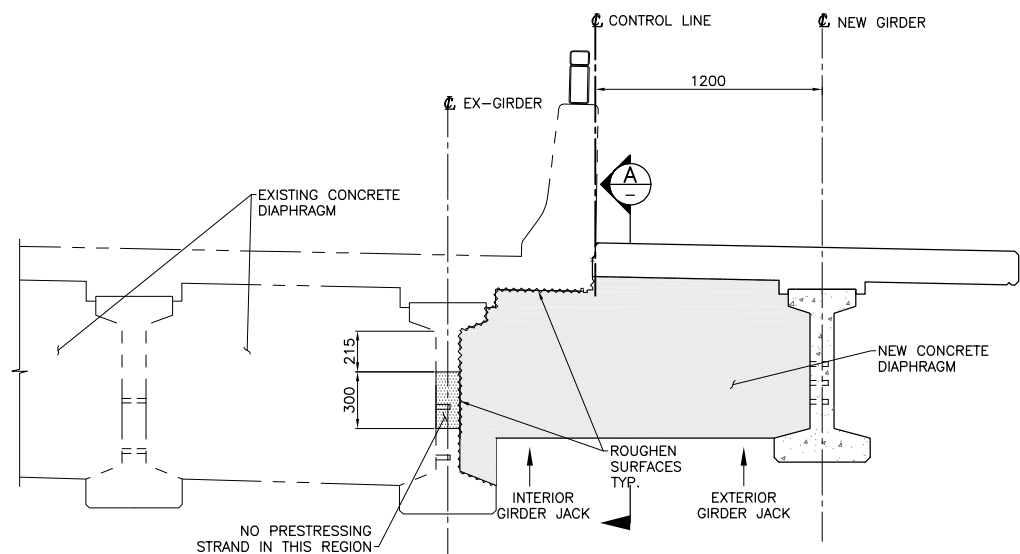 ℄ CONTROL LINE
℄ NEW GIRDER
1200
℄ EX-GIRDER
A
–
EXISTING CONCRETE
DIAPHRAGM
215
300
NEW CONCRETE
DIAPHRAGM
ROUGHEN
SURFACES
TYP.
INTERIOR
GIRDER JACK
EXTERIOR
GIRDER JACK
NO PRESTRESSING
STRAND IN THIS REGION